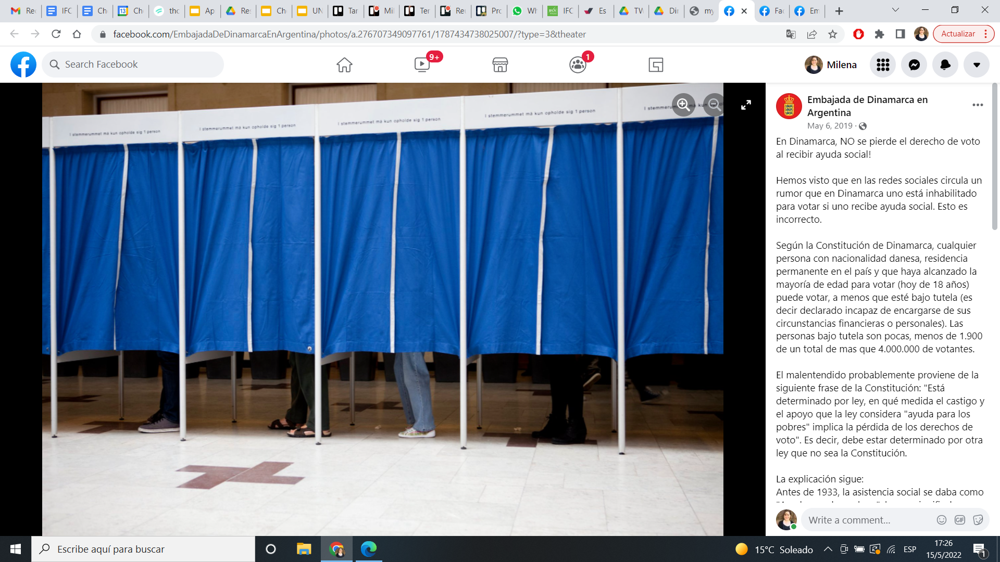 Re
IFC
Ch
Ch
thc
Ap
Re
Ch
UN
Tar
Mil
Ter
Reu
Pro
Wh
IFC
Es
TW
Dir
my
Fac
Em
facebook.com/EmbajadaDeDinamarcaEnArgentina/photos/a.276707349097761/1787434738025007/?type=3&theater
Actualizar
Search Facebook
9+
1
Milena
I stemmerummet må kun opholde sig 1 person
I stemmerummet må kun opholde sig 1 person
I stemmerummet må kun opholde sig 1 person
I stemmerummet må kun opholde sig 1 person
Embajada de Dinamarca en
Argentina
May 6, 2019 ·
En Dinamarca, NO se pierde el derecho de voto
al recibir ayuda social!
Hemos visto que en las redes sociales circula un
rumor que en Dinamarca uno está inhabilitado
para votar si uno recibe ayuda social. Esto es
incorrecto.
Según la Constitución de Dinamarca, cualquier
persona con nacionalidad danesa, residencia
permanente en el país y que haya alcanzado la
mayoría de edad para votar (hoy de 18 años)
puede votar, a menos que esté bajo tutela (es
decir declarado incapaz de encargarse de sus
circunstancias financieras o personales). Las
personas bajo tutela son pocas, menos de 1.900
de un total de mas que 4.000.000 de votantes.
El malentendido probablemente proviene de la
siguiente frase de la Constitución: "Está
determinado por ley, en qué medida el castigo y
el apoyo que la ley considera "ayuda para los
pobres" implica la pérdida de los derechos de
voto". Es decir, debe estar determinado por otra
ley que no sea la Constitución.
La explicación sigue:
Antes de 1933, la asistencia social se daba como
Write a comment...
GIF
Escribe aquí para buscar
15°C Soleado
ESP
17:26
15/5/2022
1